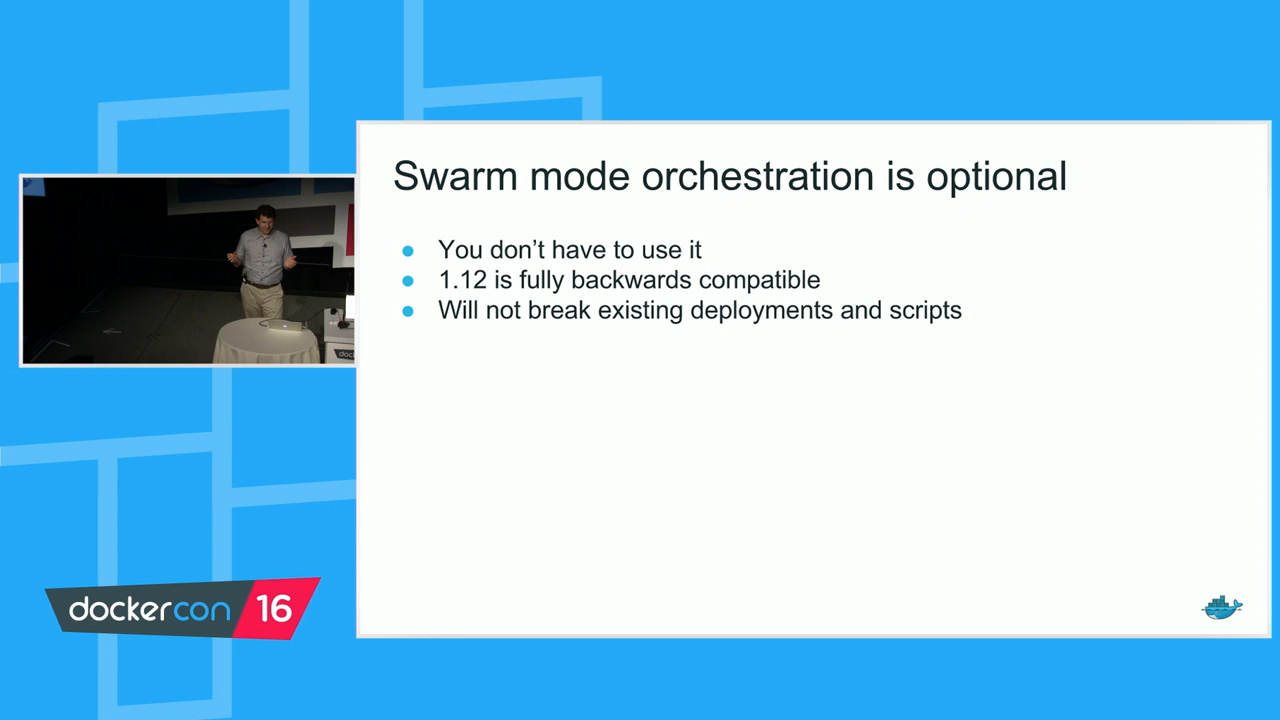 Swarm mode orchestration is optional
● You don’t have to use it
● 1.12 is fully backwards compatible
● Will not break existing deployments and scripts
dockercon 16